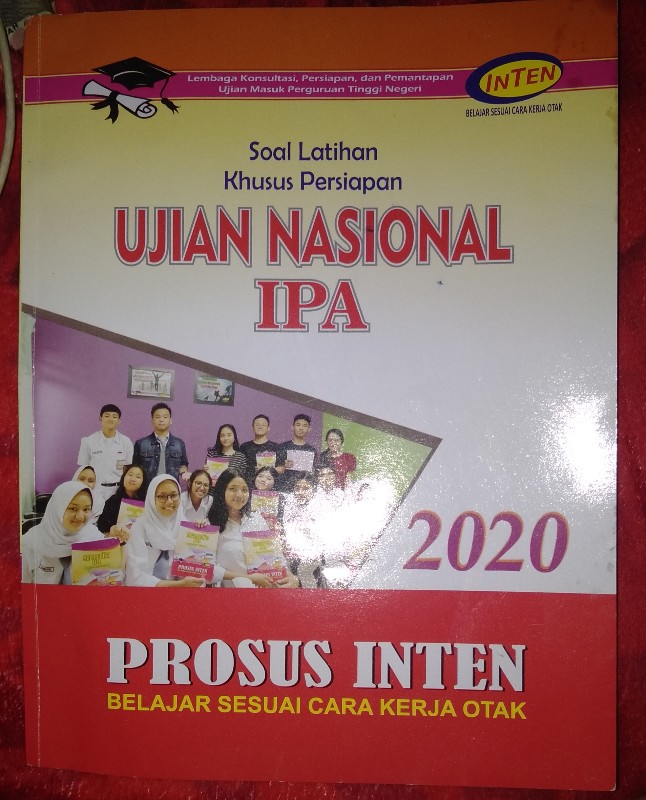 Lembaga Konsultasi, Persiapan, dan Pemantapan
Ujian Masuk Perguruan Tinggi Negeri
INTEN
BELAJAR SESUAI CARA KERJA OTAK
Soal Latihan
Khusus Persiapan
UJIAN NASIONAL
IPA
2020
PROSUS INTEN
BELAJAR SESUAI CARA KERJA OTAK